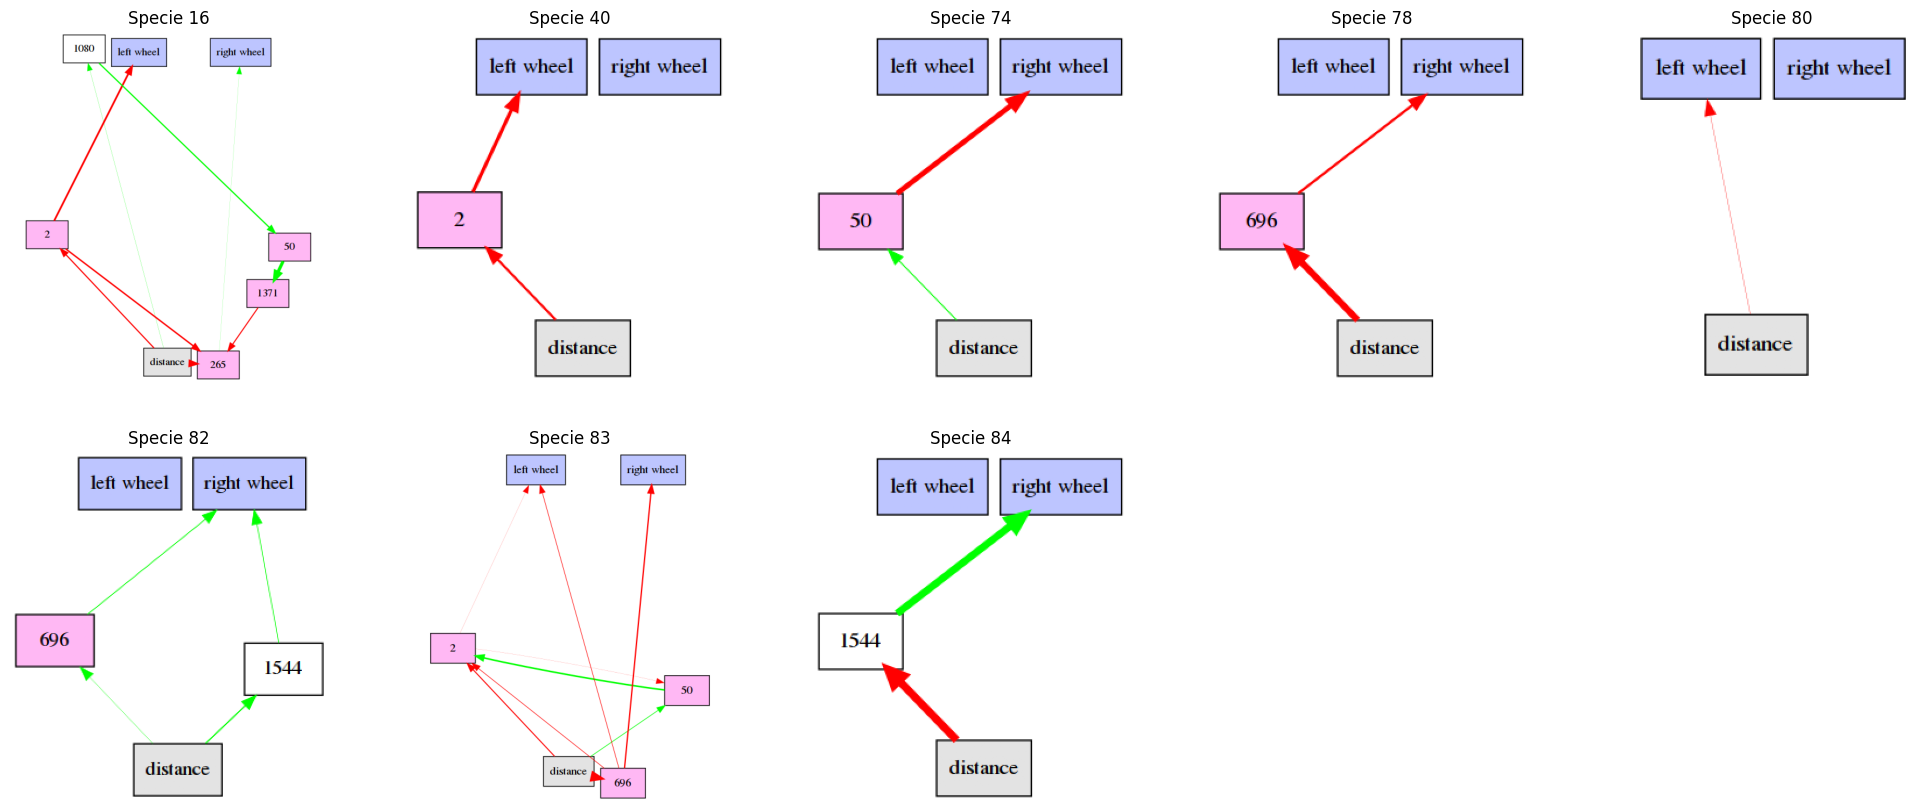 Specie 16
1080
left wheel
right wheel
2
50
1371
distance
265
Specie 40
left wheel
right wheel
2
distance
Specie 74
left wheel
right wheel
50
distance
Specie 78
left wheel
right wheel
696
distance
Specie 80
left wheel
right wheel
distance
Specie 82
left wheel
right wheel
696
1544
distance
Specie 83
left wheel
right wheel
2
50
distance
696
Specie 84
left wheel
right wheel
1544
distance